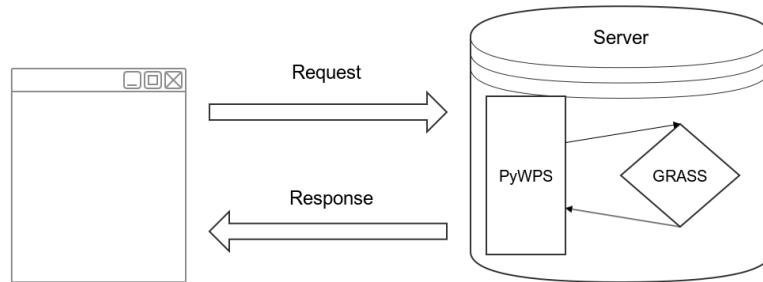 Server
Request
PyWPS
GRASS
Response